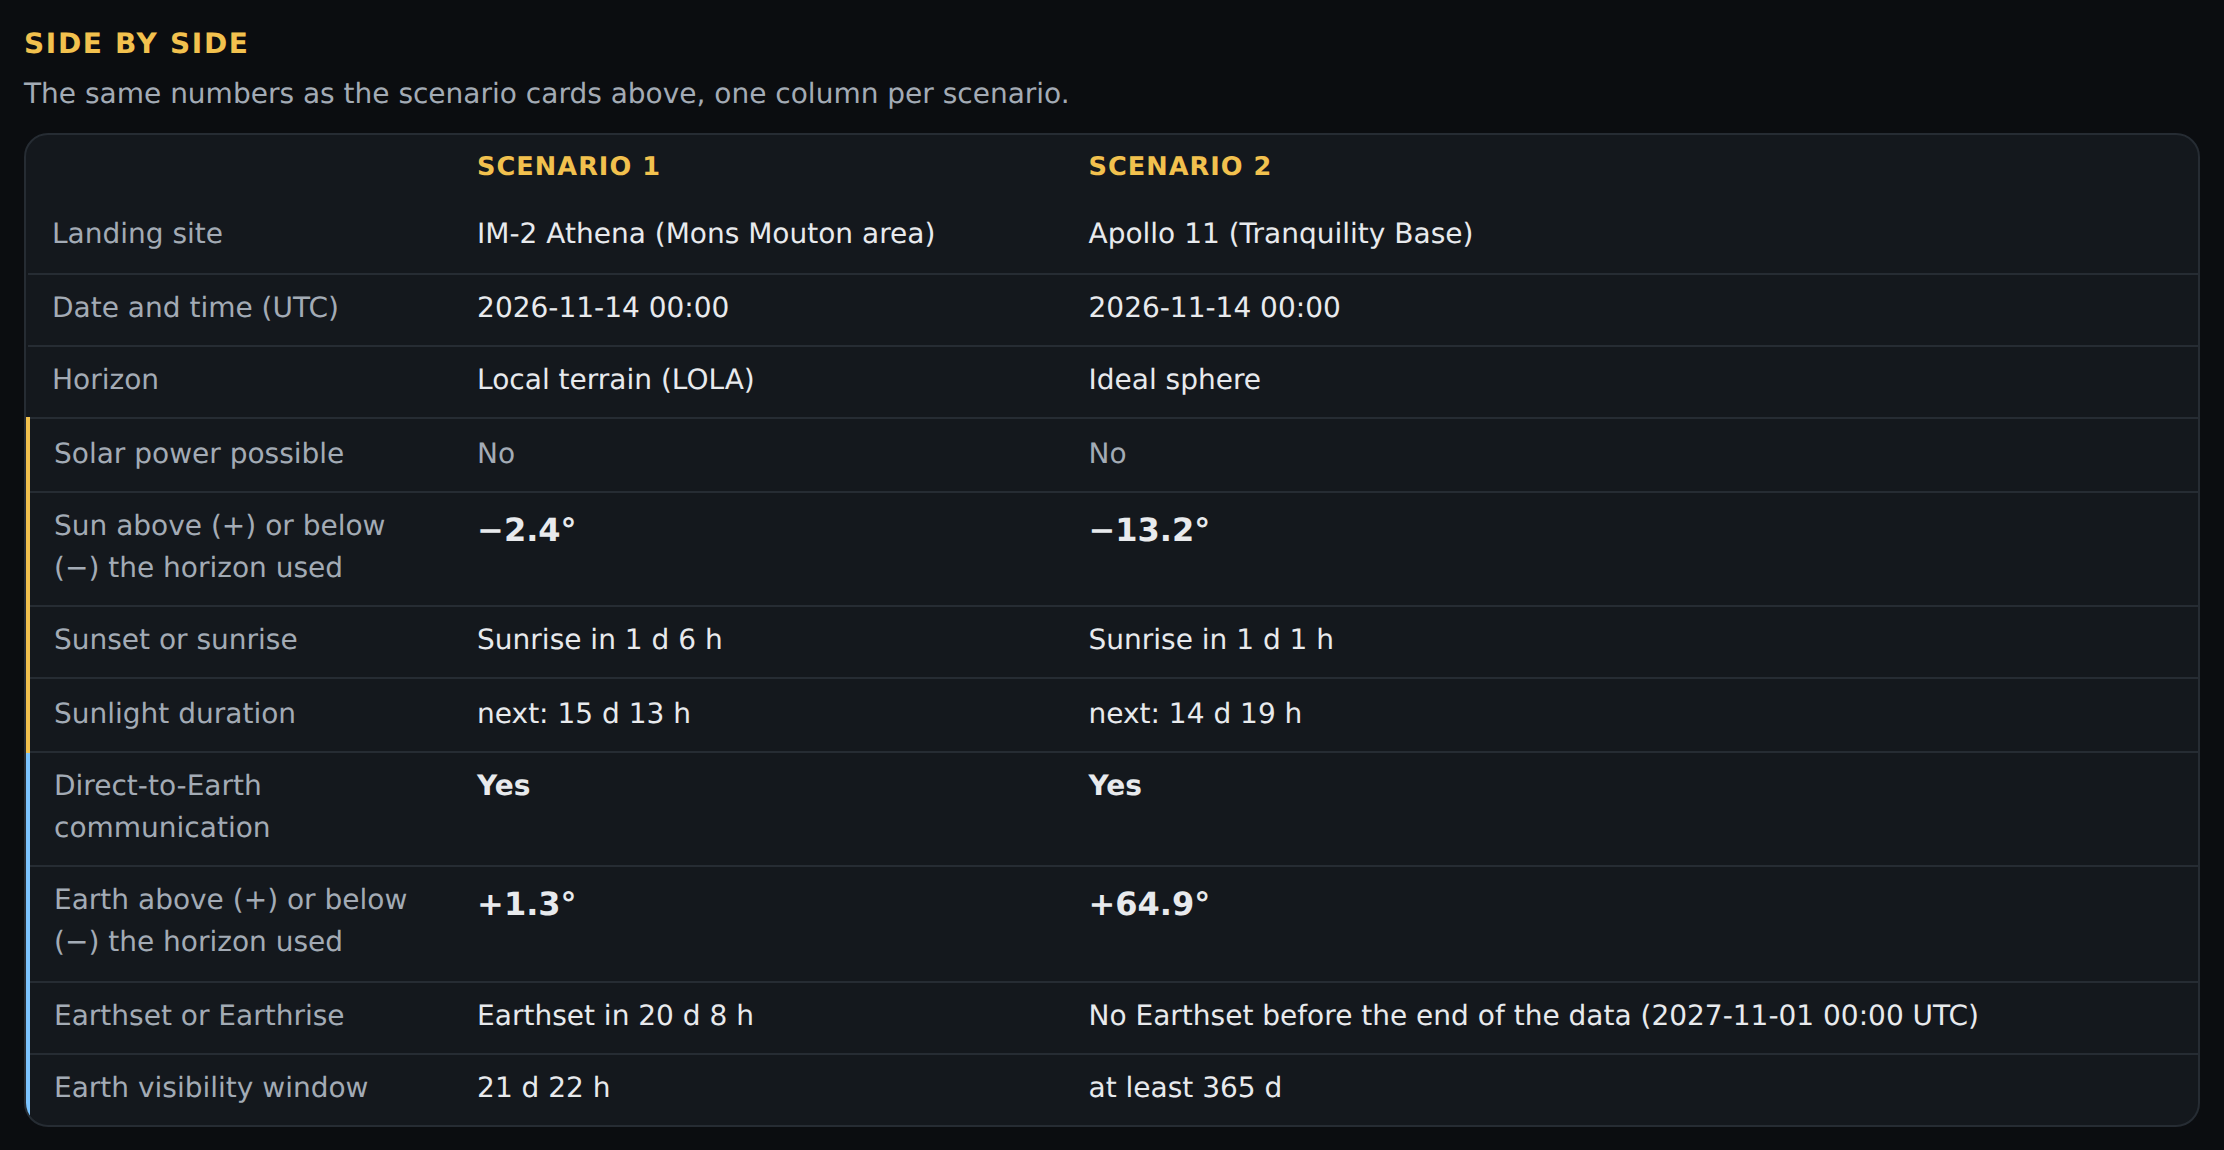 SIDE BY SIDE
The same numbers as the scenario cards above, one column per scenario.
SCENARIO 1 SCENARIO 2
Landing site IM-2 Athena (Mons Mouton area) Apollo 11 (Tranquility Base)
Date and time (UTC) 2026-11-14 00:00 2026-11-14 00:00
Horizon Local terrain (LOLA) Ideal sphere
Solar power possible No No
Sun above (+) or below −2.4° −13.2°
(−) the horizon used
Sunset or sunrise Sunrise in 1 d 6 h Sunrise in 1 d 1 h
Sunlight duration next: 15 d 13 h next: 14 d 19 h
Direct-to-Earth Yes Yes
communication
Earth above (+) or below +1.3° +64.9°
(−) the horizon used
Earthset or Earthrise Earthset in 20 d 8 h No Earthset before the end of the data (2027-11-01 00:00 UTC)
Earth visibility window 21 d 22 h at least 365 d